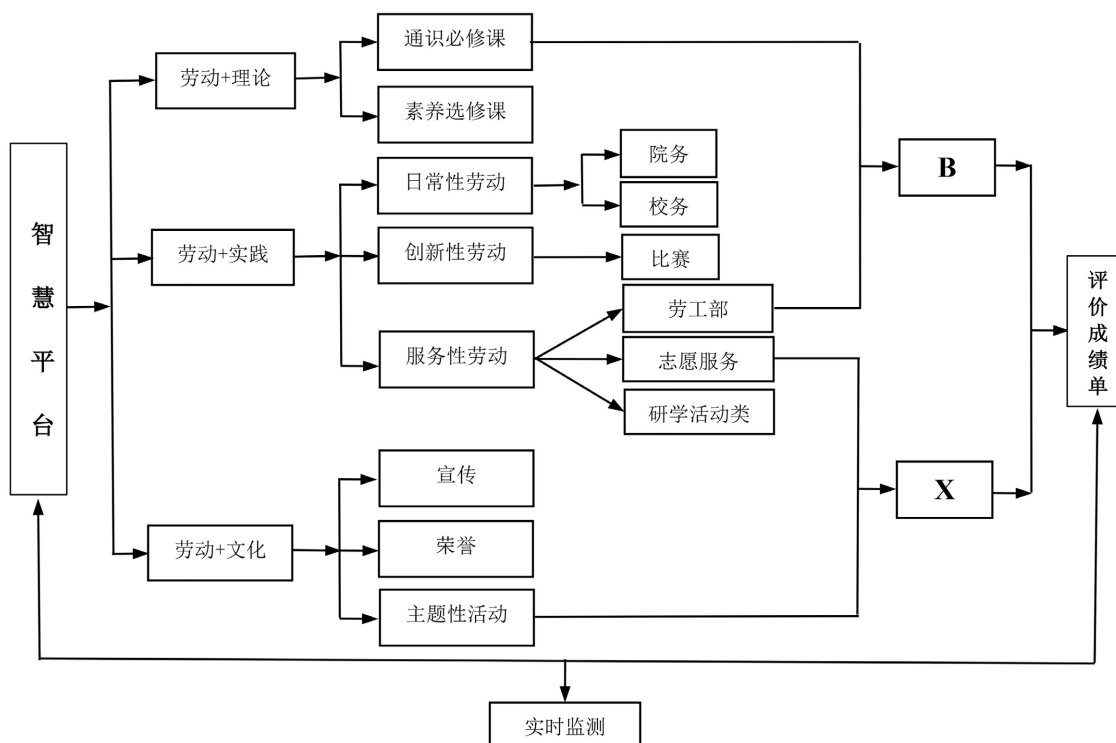 智慧平台
劳动+理论
通识必修课
素养选修课
劳动+实践
日常性劳动
院务
校务
创新性劳动
比赛
服务性劳动
劳工部
志愿服务
研学活动类
劳动+文化
宣传
荣誉
主题性活动
B
X
评价成绩单
实时监测